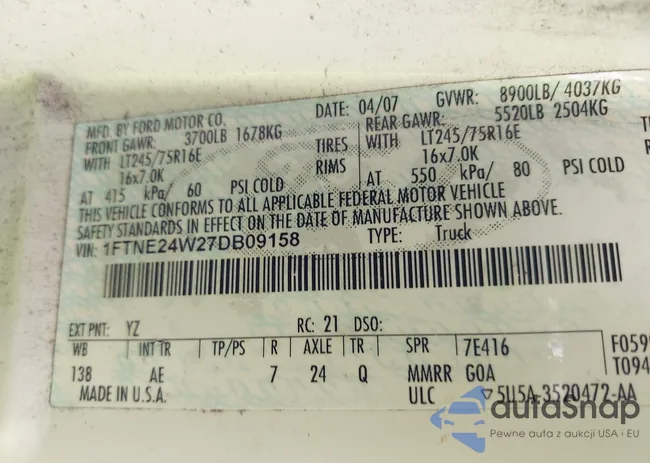 MFD. BY FORD MOTOR CO. DATE: 04/07 GVWR: 8900LB/ 4037KG
FRONT GAWR: 3700LB 1678KG REAR GAWR: 5520LB 2504KG
WITH LT245/75R16E TIRES WITH LT245/75R16E
16x7.0K RIMS 16x7.0K
AT 415 kPa/ 60 PSI COLD AT 550 kPa/ 80 PSI COLD
THIS VEHICLE CONFORMS TO ALL APPLICABLE FEDERAL MOTOR VEHICLE
SAFETY STANDARDS IN EFFECT ON THE DATE OF MANUFACTURE SHOWN ABOVE.
VIN: 1FTNE24W27DB09158 TYPE: Truck
EXT PNT: YZ RC: 21 DSO:
WB INT TR TP/PS R AXLE TR SPR 7E416
138 AE 7 24 Q MMRR GOA
MADE IN U.S.A. ULC 5U5A-3520472-AA
autaSnap
Pewne auta z aukcji USA i EU